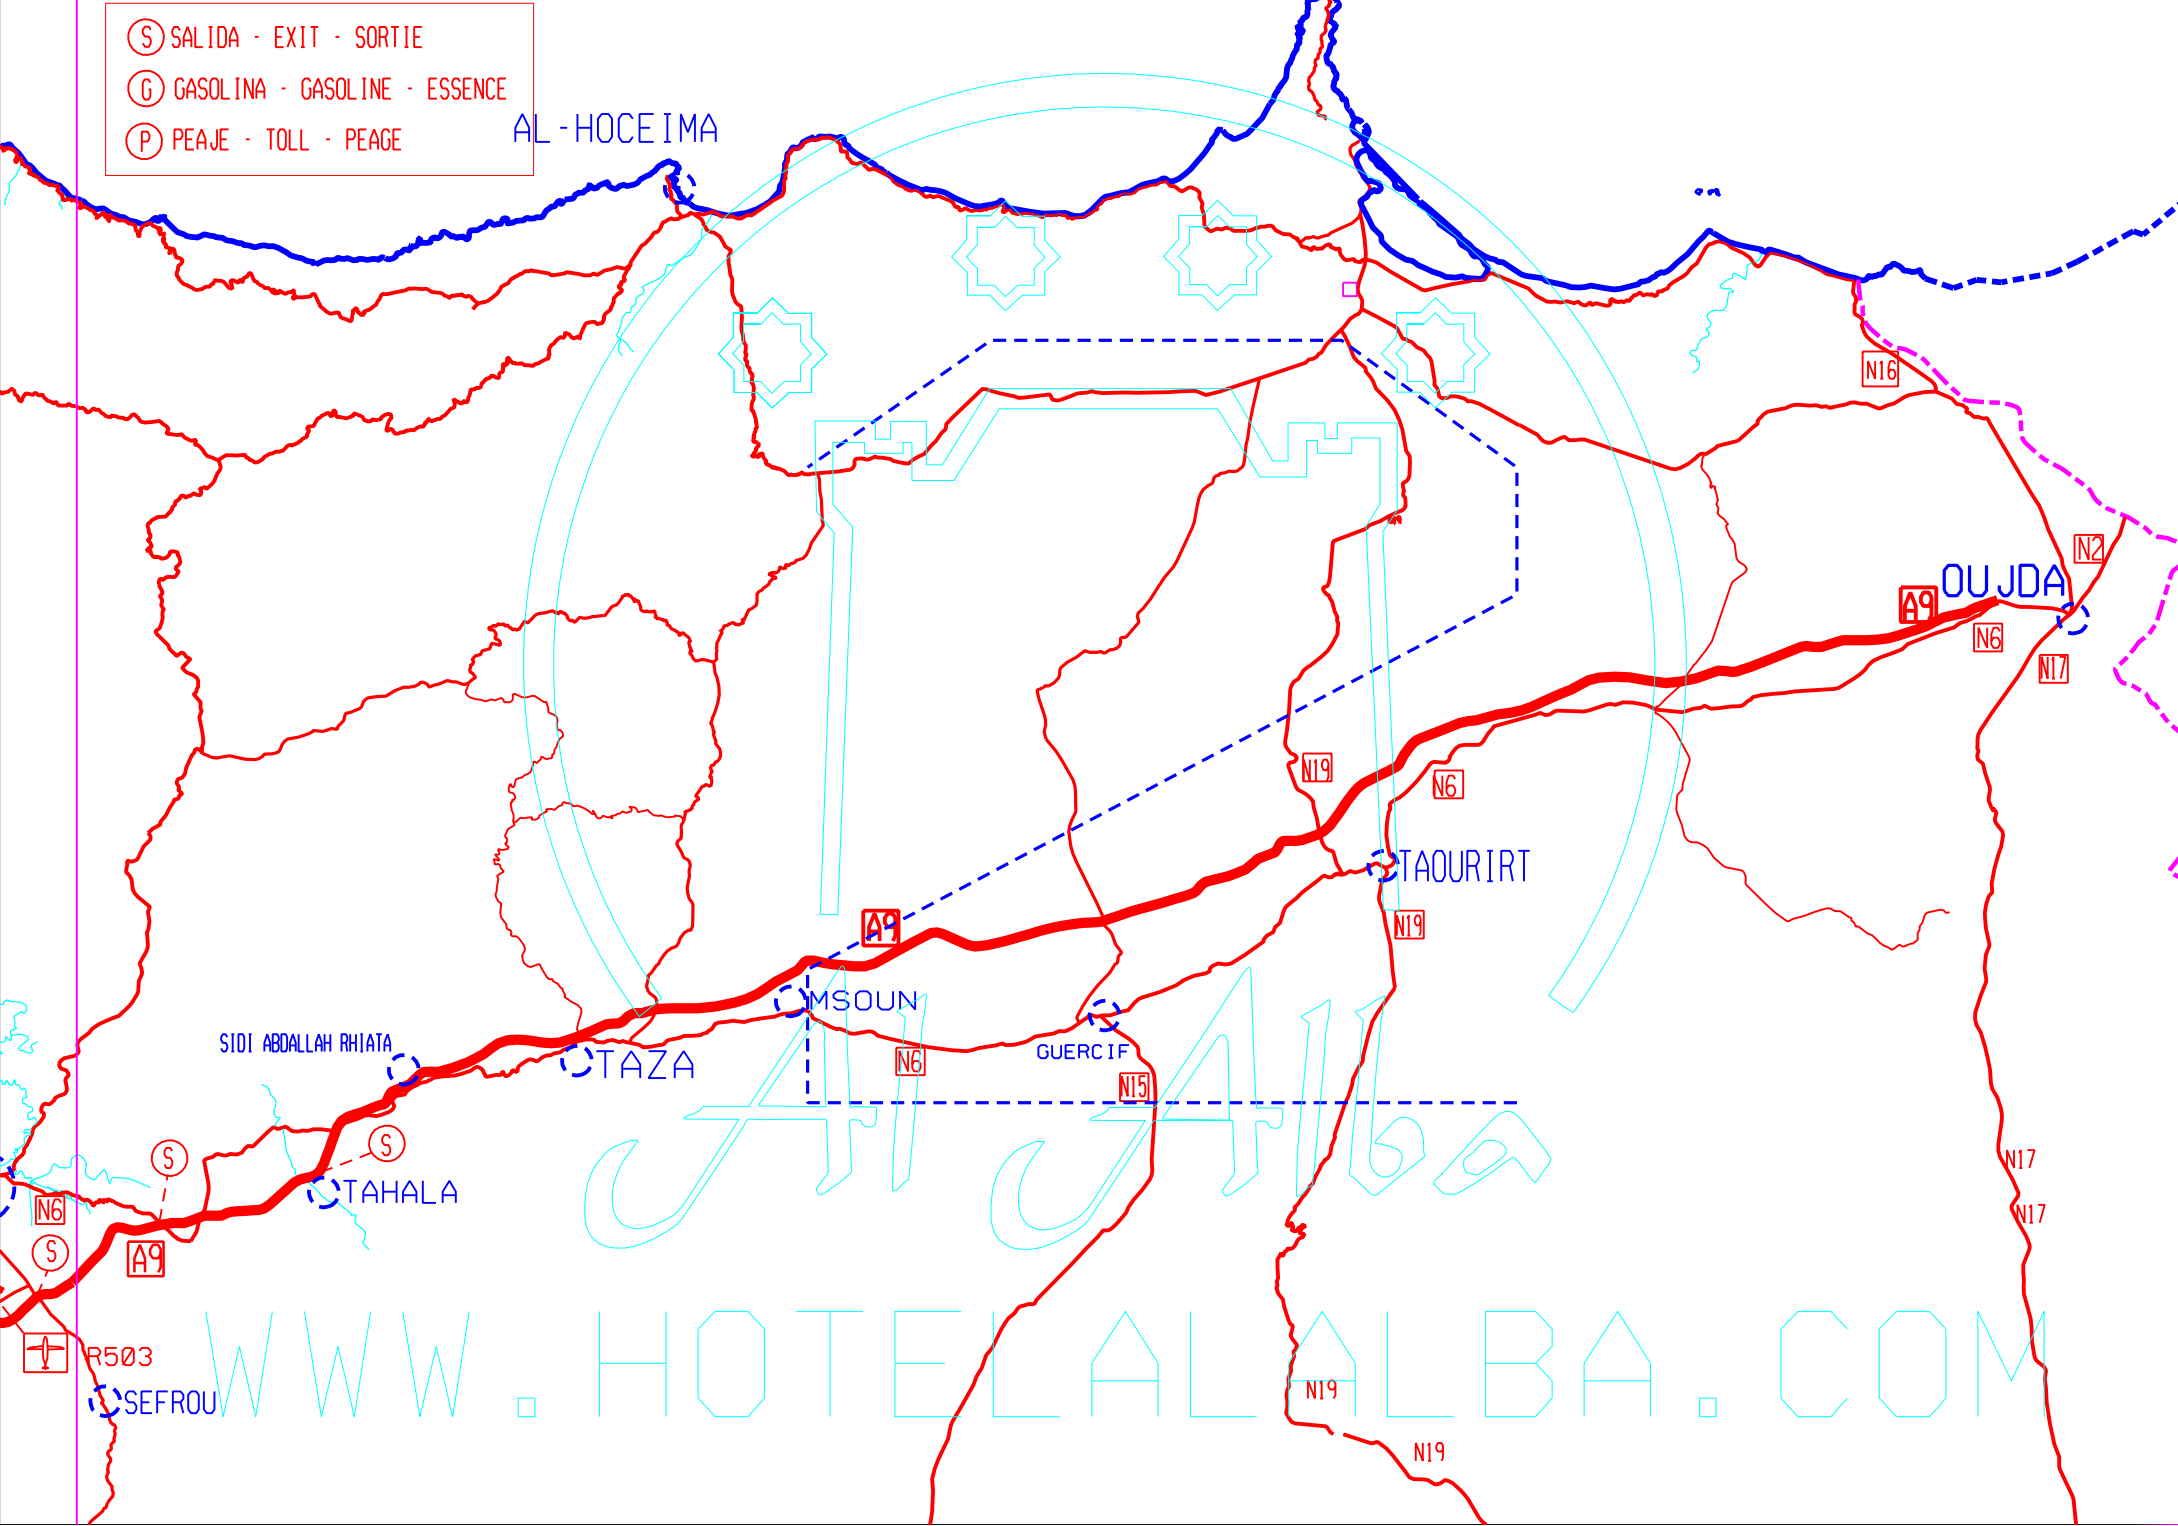 S SALIDA - EXIT - SORTIE
G GASOLINA - GASOLINE - ESSENCE
P PEAJE - TOLL - PEAGE
AL-HOCEIMA
N16
N2
OUJDA
A9
N6
N17
N19
N6
TAOURIRT
A9
N19
MSOUN
SIDI ABDALLAH RHIATA
TAZA
N6
GUERCIF
N15
Al Alba
S
S
N17
TAHALA
N6
N17
S
A9
WWW.HOTELALALBA.COM
R503
N19
SEFROU
N19